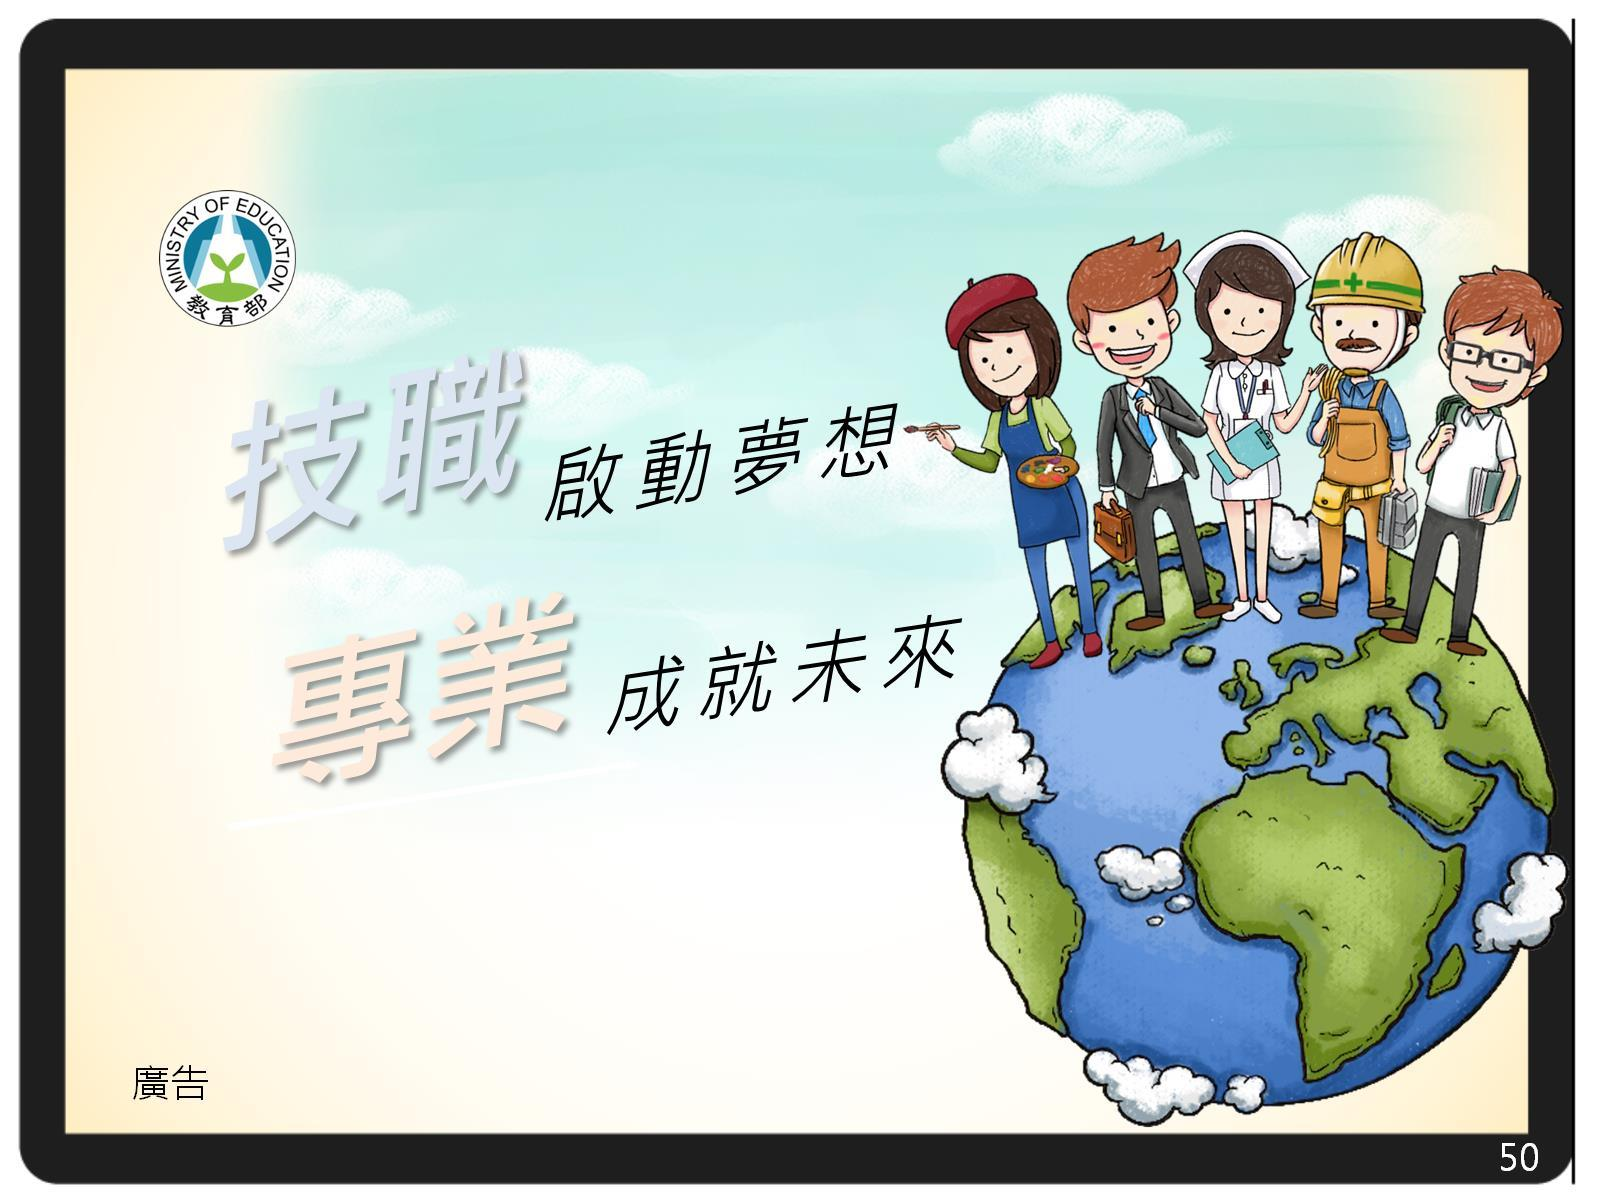 MINISTRY OF EDUCATION
教育部
技職 啟動夢想
專業 成就未來
廣告
50